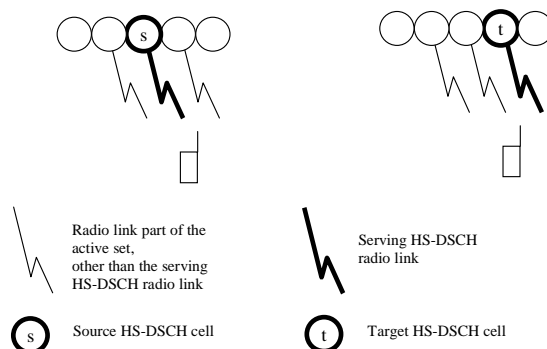 s
t
Radio link part of the
active set,
other than the serving
HS-DSCH radio link
Serving HS-DSCH
radio link
s
Source HS-DSCH cell
t
Target HS-DSCH cell